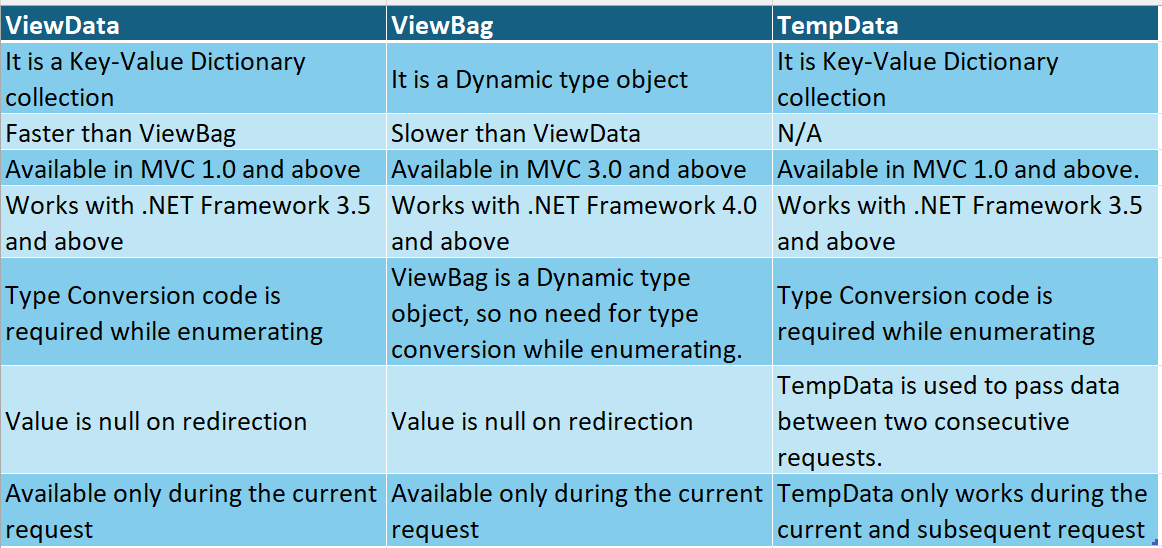 ViewData
ViewBag
TempData
It is a Key-Value Dictionary
collection
It is a Dynamic type object
It is Key-Value Dictionary
collection
Faster than ViewBag
Slower than ViewData
N/A
Available in MVC 1.0 and above
Available in MVC 3.0 and above
Available in MVC 1.0 and above.
Works with .NET Framework 3.5
and above
Works with .NET Framework 4.0
and above
Works with .NET Framework 3.5
and above
Type Conversion code is
required while enumerating
ViewBag is a Dynamic type
object, so no need for type
conversion while enumerating.
Type Conversion code is
required while enumerating
Value is null on redirection
Value is null on redirection
TempData is used to pass data
between two consecutive
requests.
Available only during the current
request
Available only during the current
request
TempData only works during the
current and subsequent request